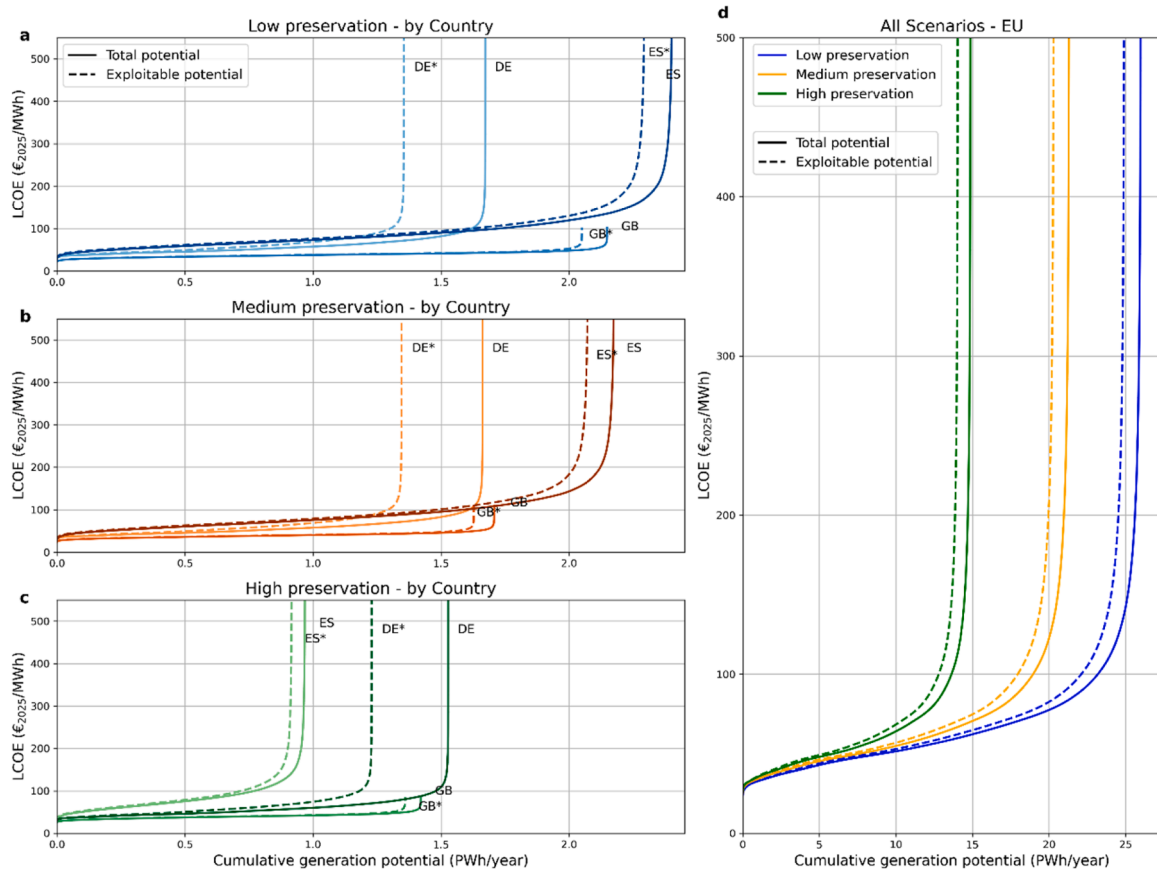 a
Low preservation - by Country
Total potential
Exploitable potential
DE*
DE
ES*
ES
GB
GB*
LCOE (€2025/MWh)
500
400
300
200
100
0
0.0
0.5
1.0
1.5
2.0
b
Medium preservation - by Country
DE*
DE
ES*
ES
GB
GB*
LCOE (€2025/MWh)
500
400
300
200
100
0
0.0
0.5
1.0
1.5
2.0
c
High preservation - by Country
ES
ES*
DE*
DE
GB
GB*
LCOE (€2025/MWh)
500
400
300
200
100
0
0.0
0.5
1.0
1.5
2.0
Cumulative generation potential (PWh/year)
d
All Scenarios - EU
Low preservation
Medium preservation
High preservation
Total potential
Exploitable potential
LCOE (€2025/MWh)
500
400
300
200
100
0
0
5
10
15
20
25
Cumulative generation potential (PWh/year)